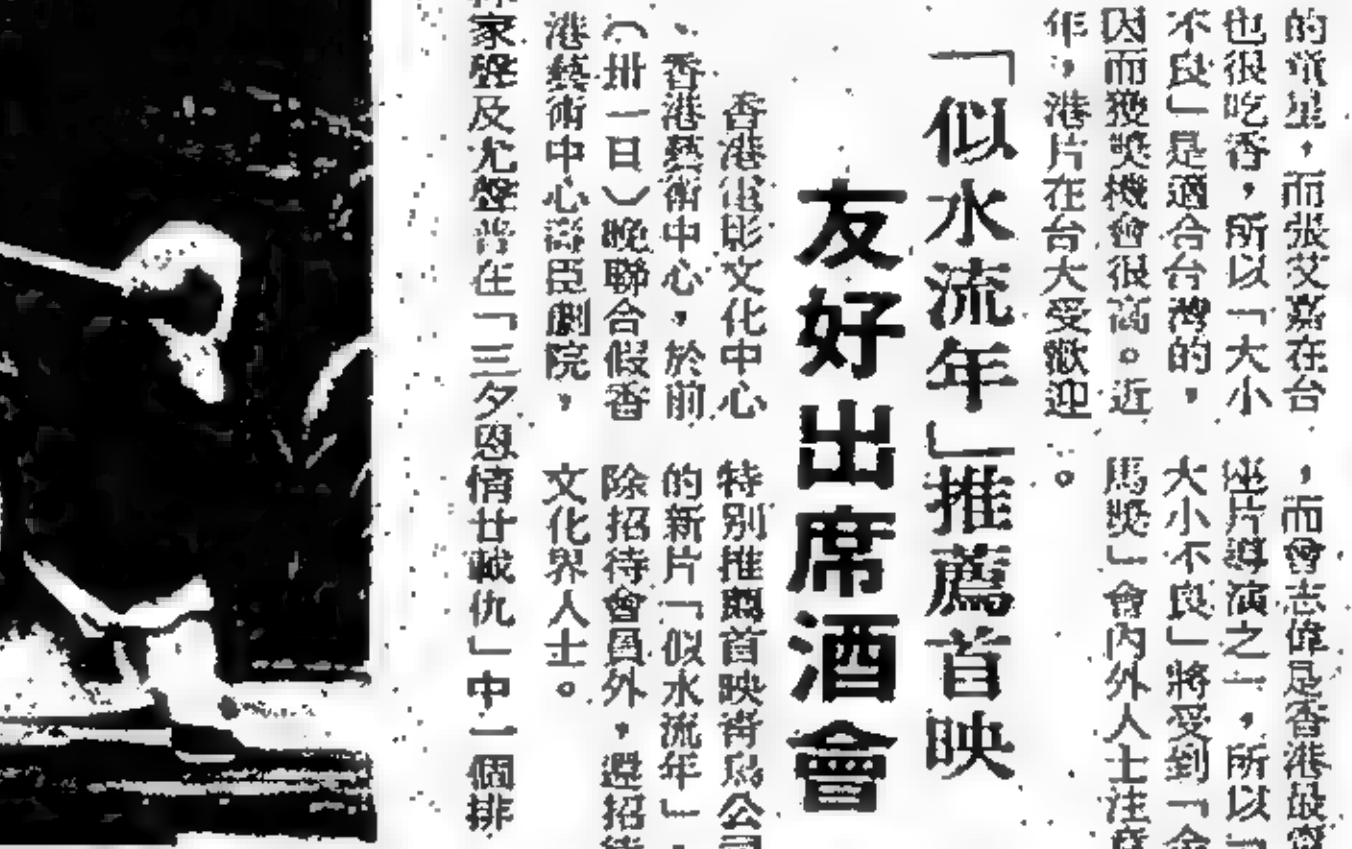 的童星,而張艾嘉在台
也很吃香,所以「大小
不良」是適合台灣的,
因而獲獎機會很高。近
年,港片在台大受歡迎
,而曾志偉是香港最賣
座片導演之一,所以「
大小不良」將受到「金
馬獎」會內外人士注意
。
「似水流年」推薦首映
友好出席酒會
香港電影文化中心
、香港藝術中心,於前
(卅一日)晚聯合假香
港藝術中心壽臣劇院,
特別推薦首映青鳥公司
的新片「似水流年」,
除招待會員外,還招待
文化界人士。
家聲及尤聲普在「三夕恩情廿載仇」中一個排